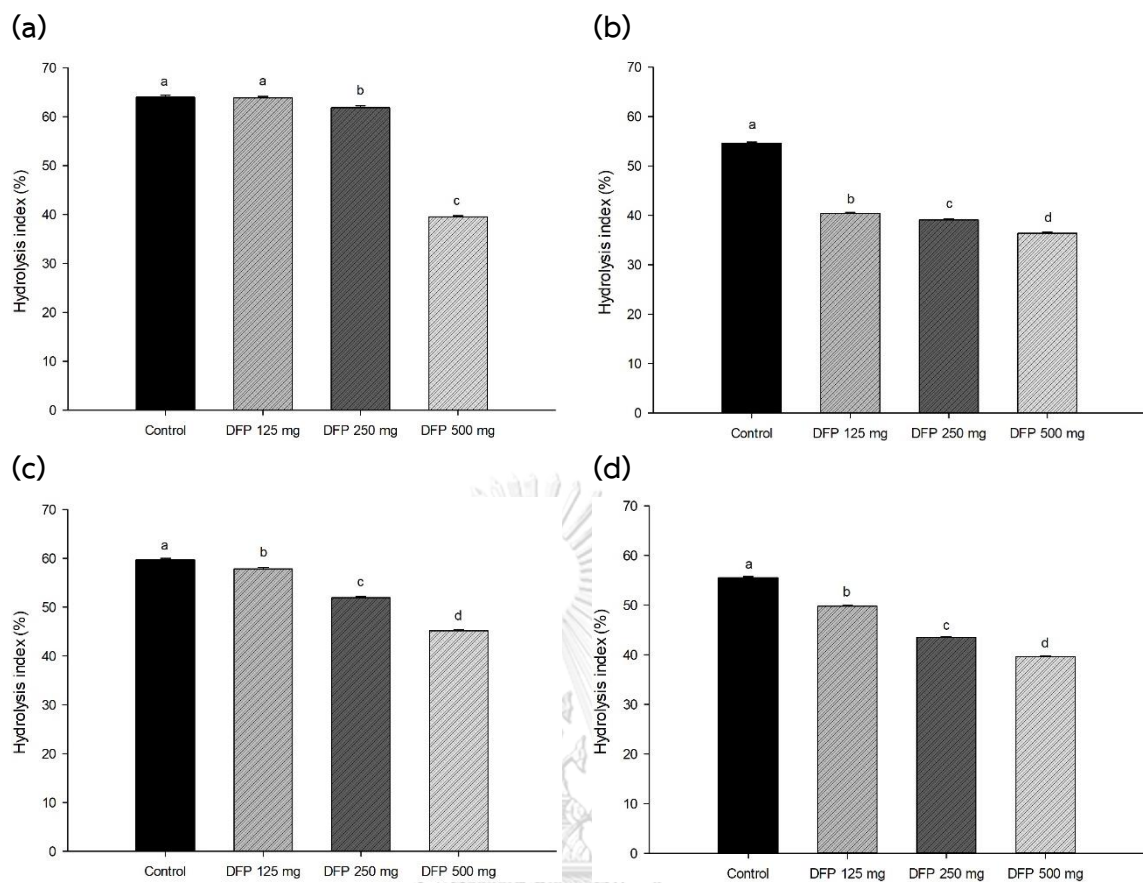 (a)
70
60
50
40
30
20
10
0
Hydrolysis index (%)
a
a
b
c
Control
DFP 125 mg
DFP 250 mg
DFP 500 mg
(b)
70
60
50
40
30
20
10
0
Hydrolysis index (%)
a
b
c
d
Control
DFP 125 mg
DFP 250 mg
DFP 500 mg
(c)
70
60
50
40
30
20
10
0
Hydrolysis index (%)
a
b
c
d
Control
DFP 125 mg
DFP 250 mg
DFP 500 mg
(d)
70
60
50
40
30
20
10
0
Hydrolysis index (%)
a
b
c
d
Control
DFP 125 mg
DFP 250 mg
DFP 500 mg